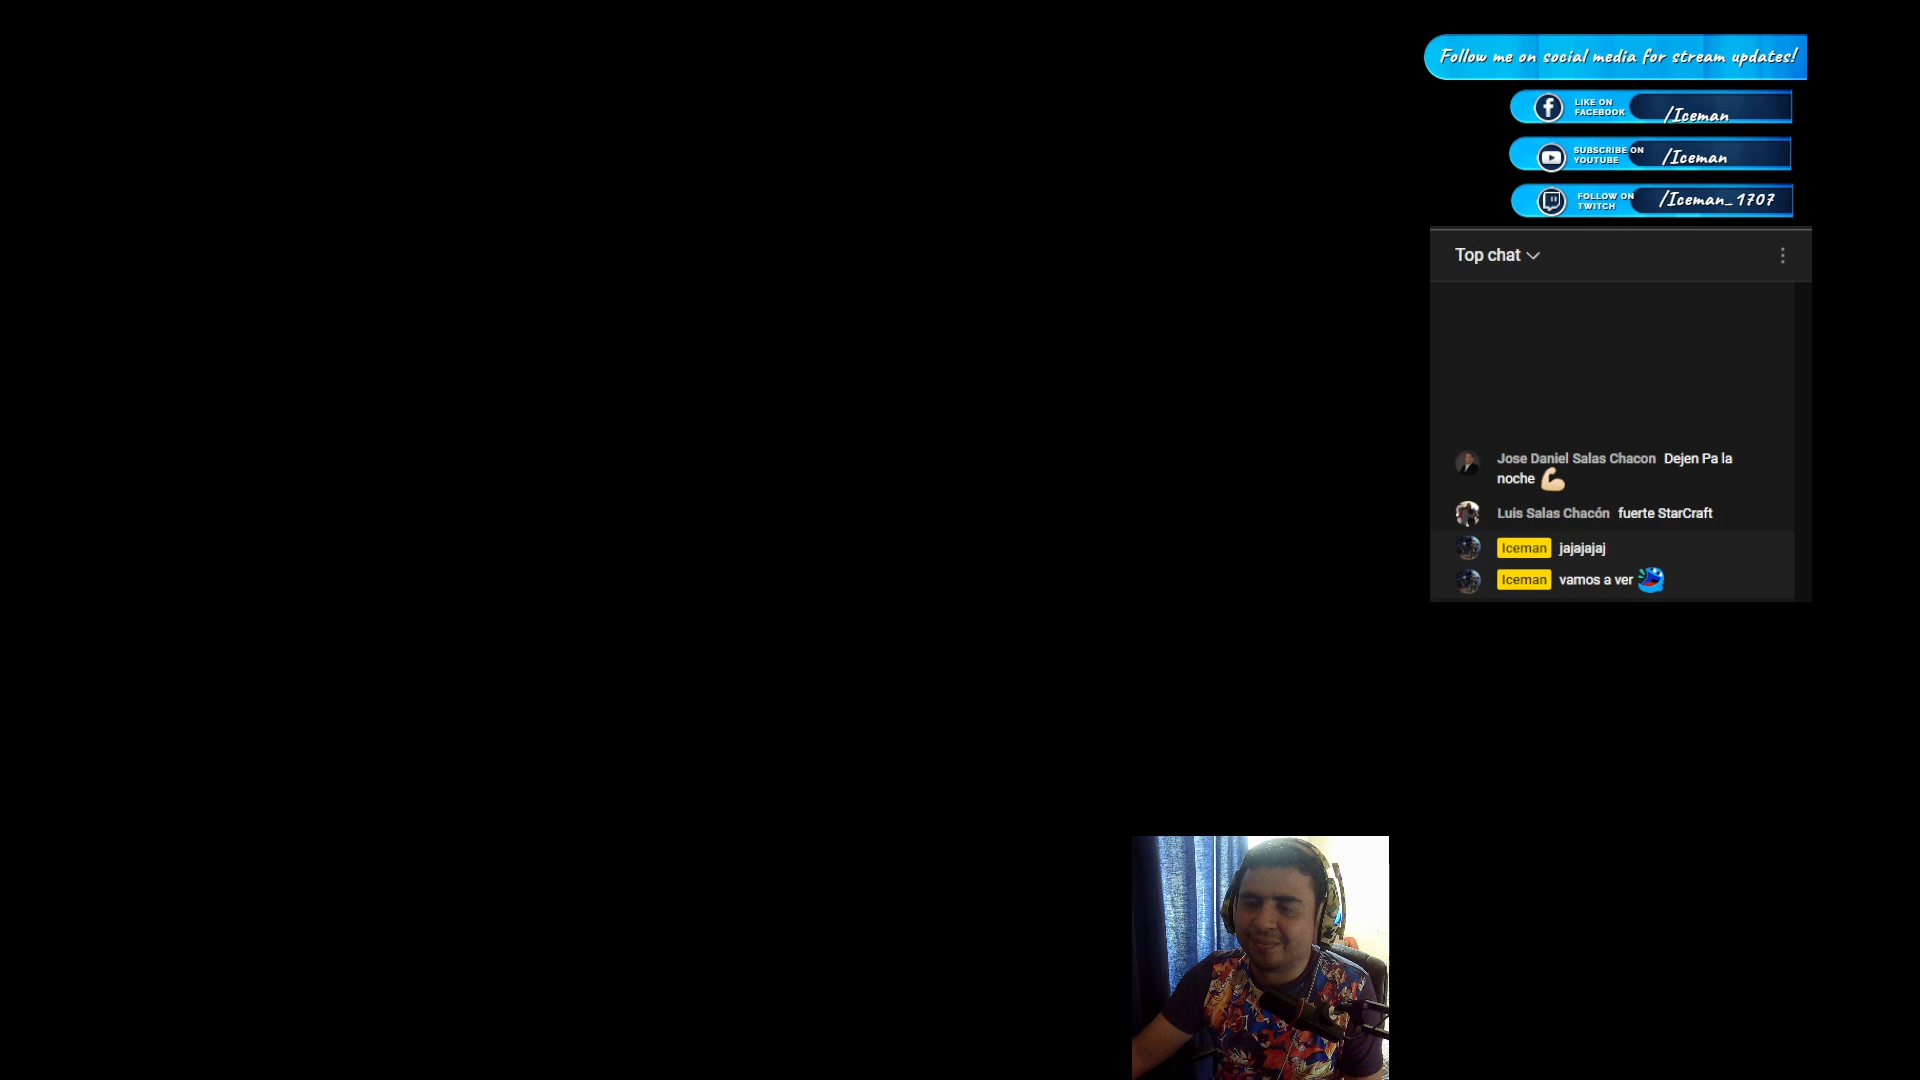 Follow me on social media for stream updates!
LIKE ON
FACEBOOK
/Iceman
SUBSCRIBE ON
YOUTUBE
/Iceman
FOLLOW ON
TWITCH
/Iceman_1707
Top chat
Jose Daniel Salas Chacon Dejen Pa la
noche 💪🏻
Luis Salas Chacón fuerte StarCraft
Iceman jajajajaj
Iceman vamos a ver